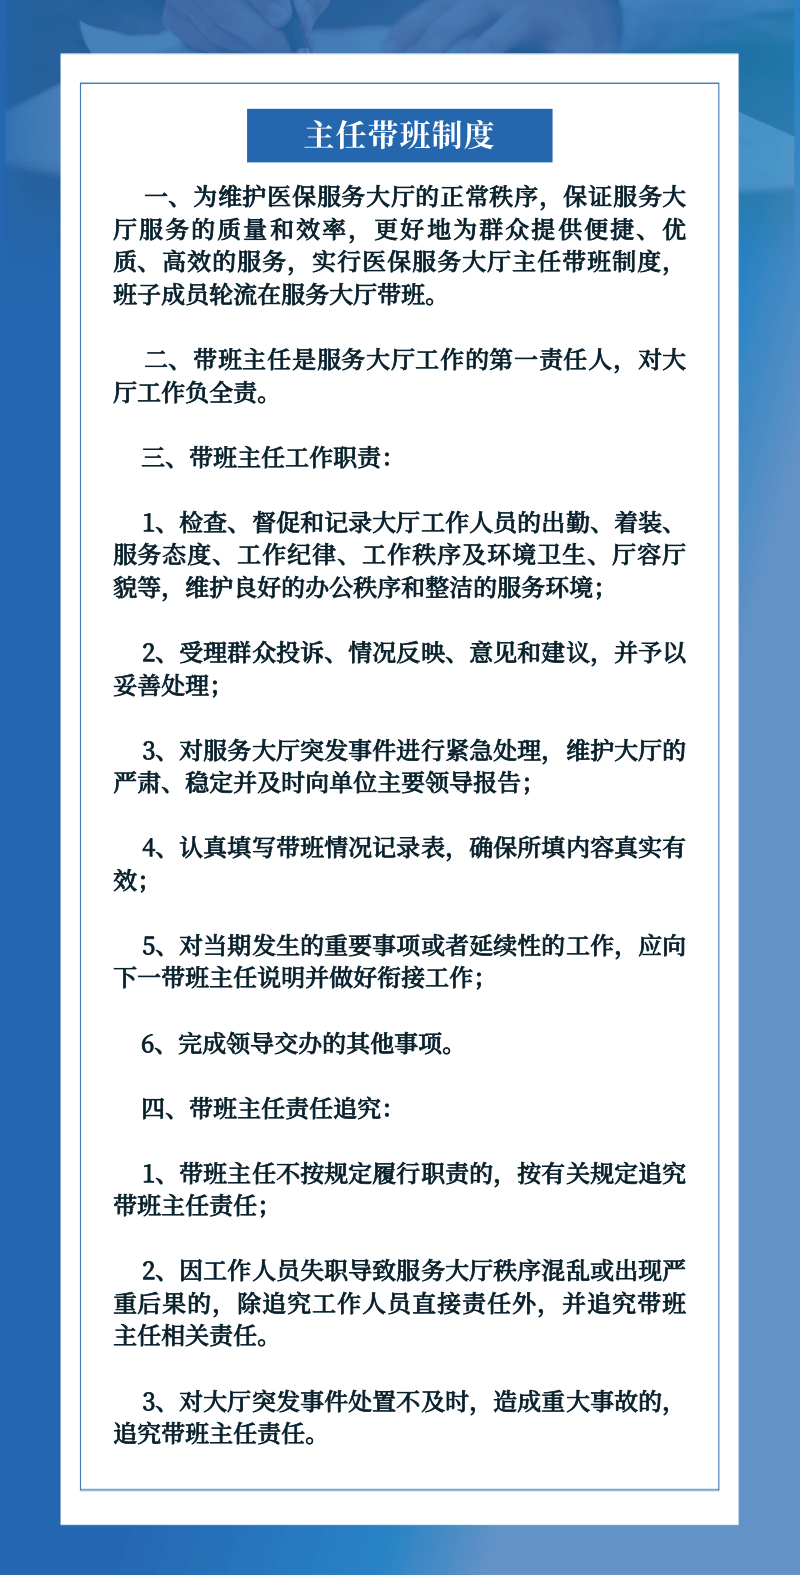 主任带班制度
一、为维护医保服务大厅的正常秩序，保证服务大
厅服务的质量和效率，更好地为群众提供便捷、优
质、高效的服务，实行医保服务大厅主任带班制度，
班子成员轮流在服务大厅带班。
二、带班主任是服务大厅工作的第一责任人，对大
厅工作负全责。
三、带班主任工作职责：
1、检查、督促和记录大厅工作人员的出勤、着装、
服务态度、工作纪律、工作秩序及环境卫生、厅容厅
貌等，维护良好的办公秩序和整洁的服务环境；
2、受理群众投诉、情况反映、意见和建议，并予以
妥善处理；
3、对服务大厅突发事件进行紧急处理，维护大厅的
严肃、稳定并及时向单位主要领导报告；
4、认真填写带班情况记录表，确保所填内容真实有
效；
5、对当期发生的重要事项或者延续性的工作，应向
下一带班主任说明并做好衔接工作；
6、完成领导交办的其他事项。
四、带班主任责任追究：
1、带班主任不按规定履行职责的，按有关规定追究
带班主任责任；
2、因工作人员失职导致服务大厅秩序混乱或出现严
重后果的，除追究工作人员直接责任外，并追究带班
主任相关责任。
3、对大厅突发事件处置不及时，造成重大事故的，
追究带班主任责任。